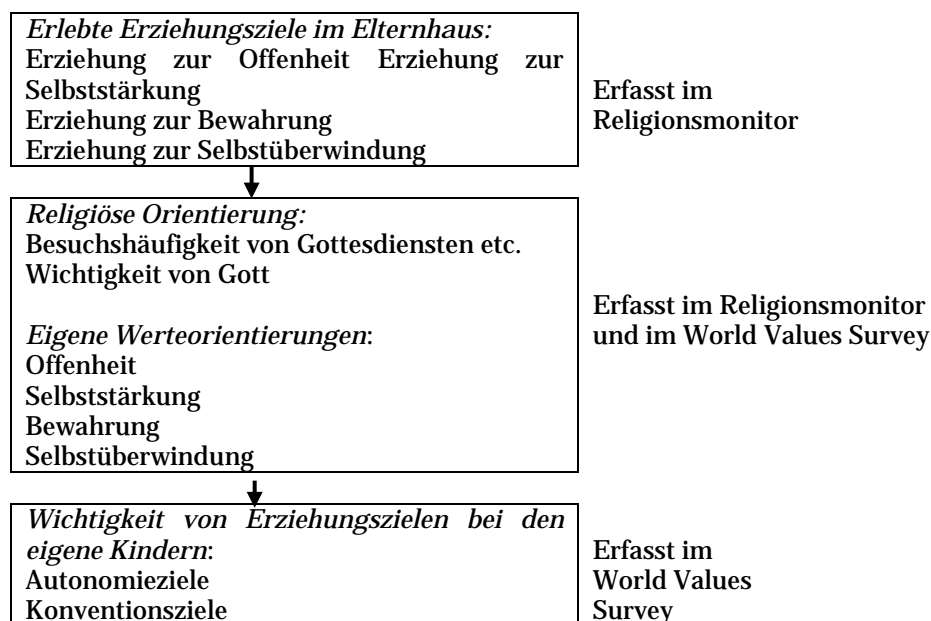 Erlebte Erziehungsziele im Elternhaus:
Erziehung zur Offenheit Erziehung zur
Selbststärkung
Erziehung zur Bewahrung
Erziehung zur Selbstüberwindung
Erfasst im
Religionsmonitor
Religiöse Orientierung:
Besuchshäufigkeit von Gottesdiensten etc.
Wichtigkeit von Gott
Eigene Werteorientierungen:
Offenheit
Selbststärkung
Bewahrung
Selbstüberwindung
Erfasst im Religionsmonitor
und im World Values Survey
Wichtigkeit von Erziehungszielen bei den
eigene Kindern:
Autonomieziele
Konventionsziele
Erfasst im
World Values
Survey